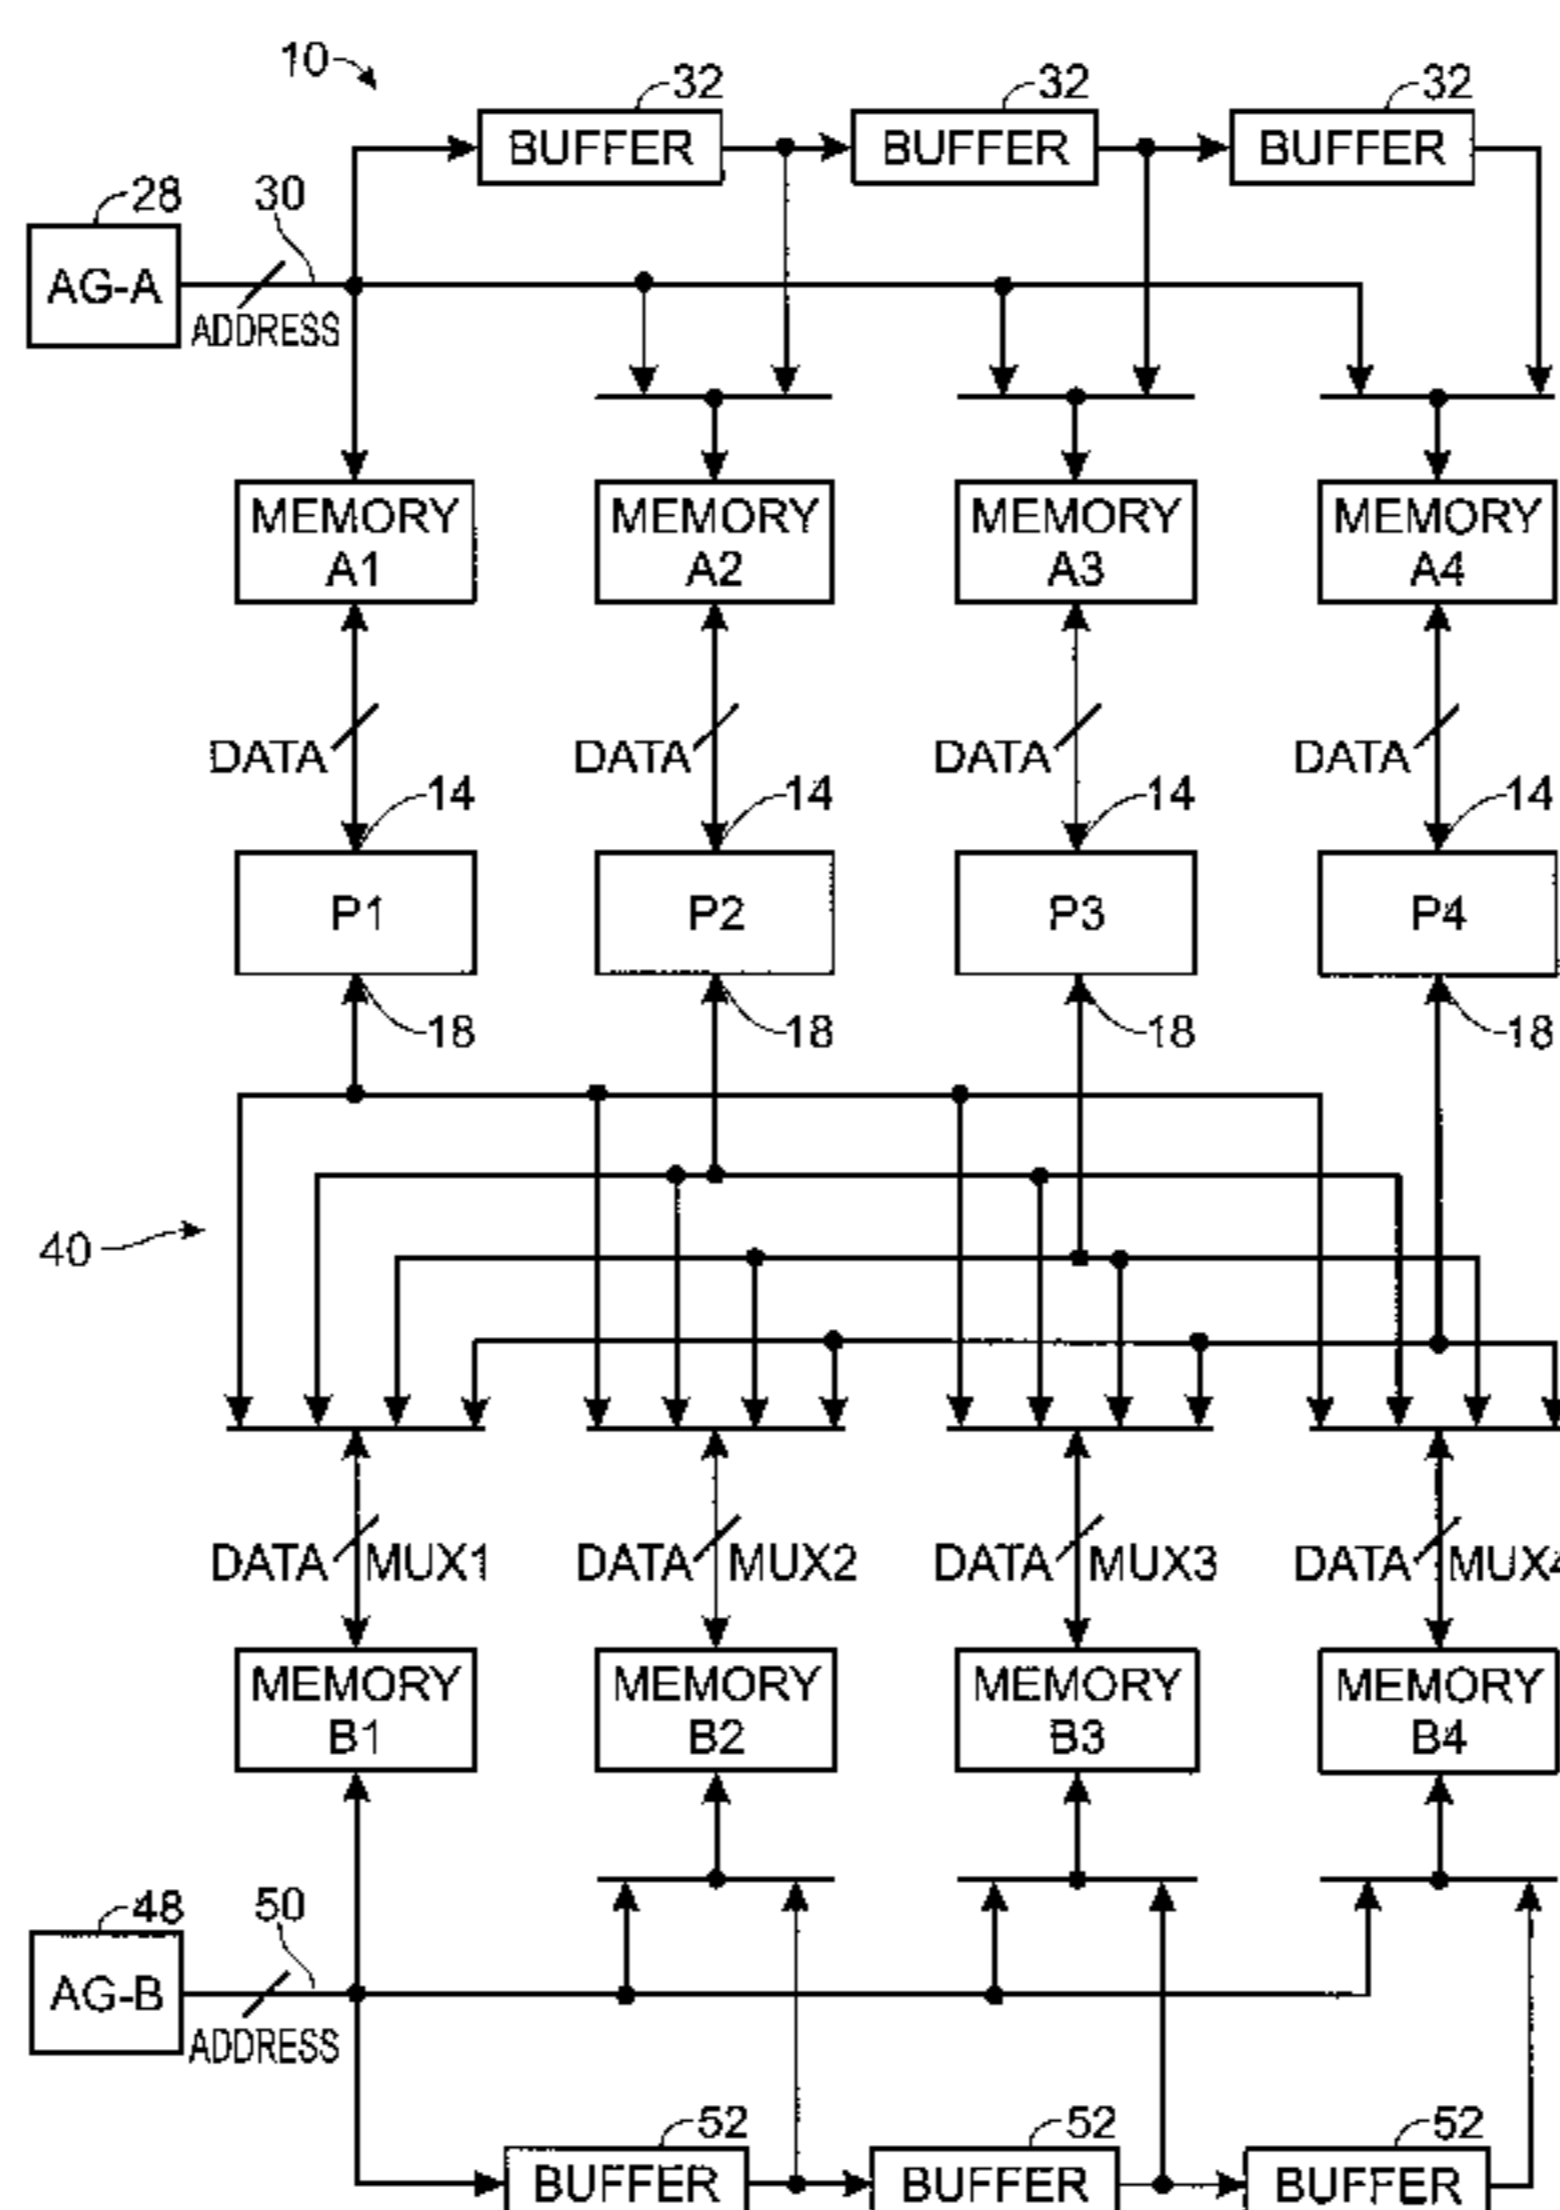 10
32 32 32
BUFFER BUFFER BUFFER
28 30
AG-A
ADDRESS
MEMORY A1 MEMORY A2 MEMORY A3 MEMORY A4
DATA DATA DATA DATA
14 14 14 14
P1 P2 P3 P4
18 18 18 18
40
DATA MUX1 DATA MUX2 DATA MUX3 DATA MUX4
MEMORY B1 MEMORY B2 MEMORY B3 MEMORY B4
48 50
AG-B
ADDRESS
52 52 52
BUFFER BUFFER BUFFER